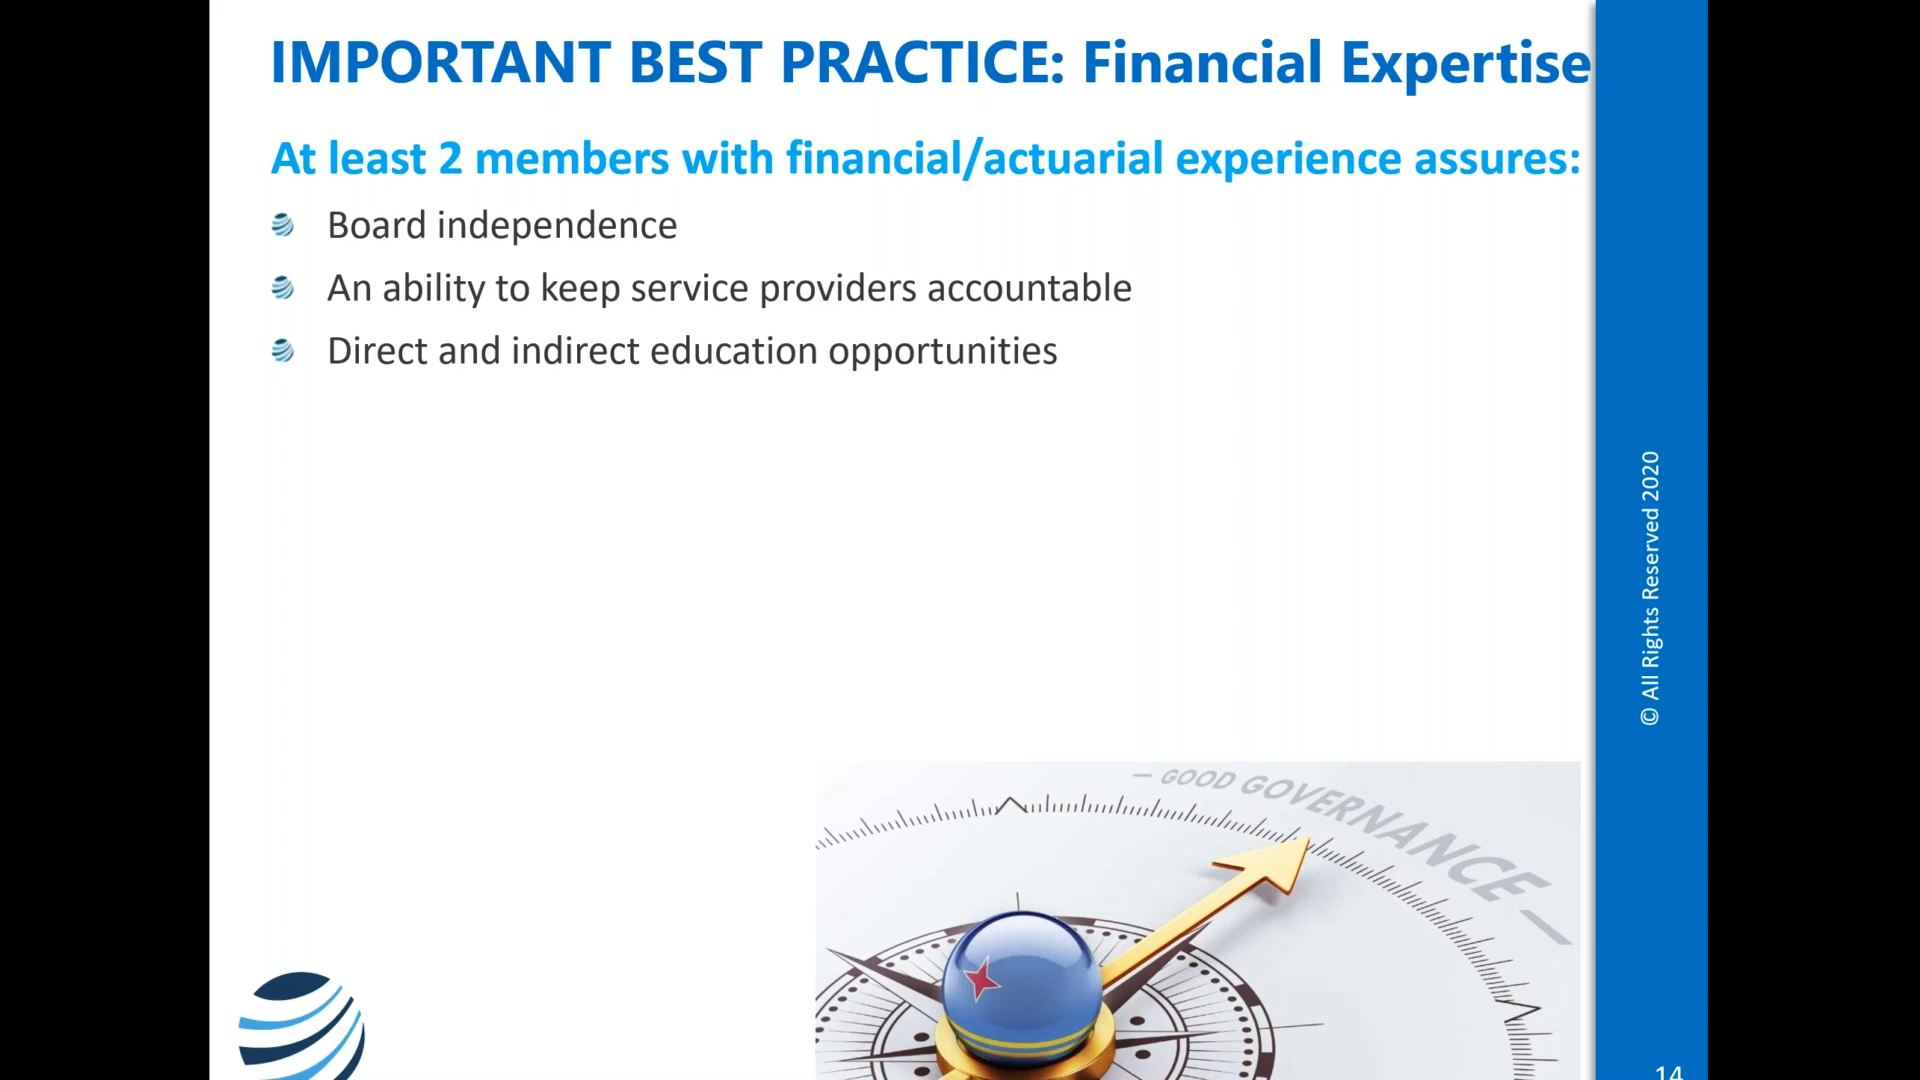 IMPORTANT BEST PRACTICE: Financial Expertise
At least 2 members with financial/actuarial experience assures:
Board independence
An ability to keep service providers accountable
Direct and indirect education opportunities
© All Rights Reserved 2020
— GOOD GOVERNANCE —
14